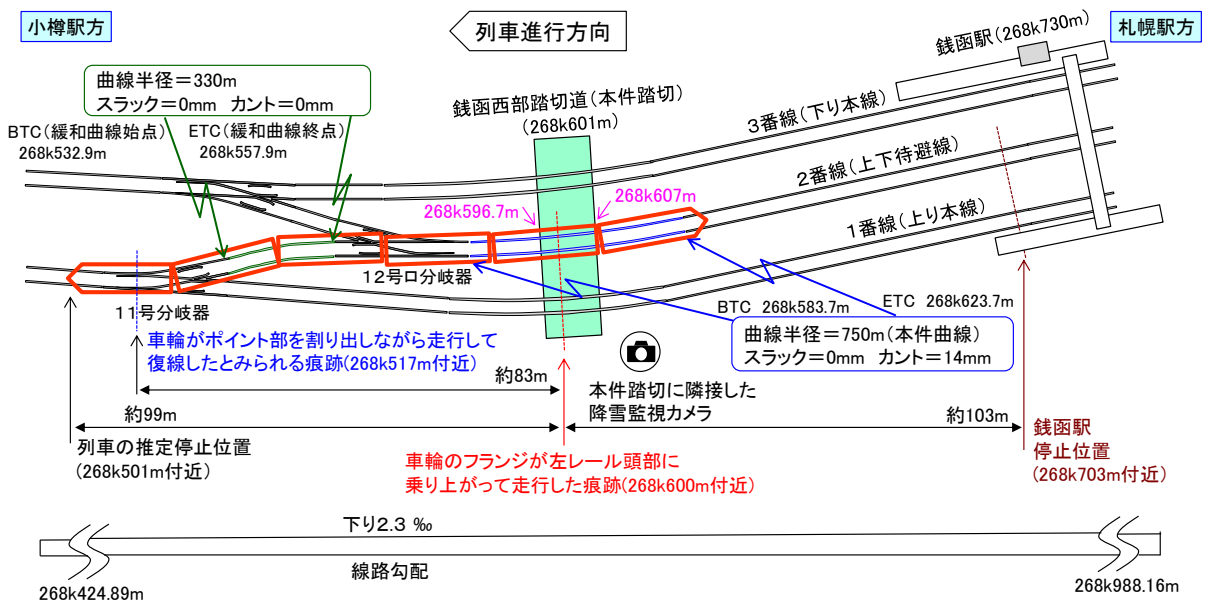 小樽駅方
列車進行方向
札幌駅方
銭函駅(268k730m)
曲線半径=330m
スラック=0mm カント=0mm
銭函西部踏切道(本件踏切)
(268k601m)
BTC(緩和曲線始点)
268k532.9m
ETC(緩和曲線終点)
268k557.9m
3番線(下り本線)
2番線(上下待避線)
1番線(上り本線)
268k596.7m
268k607m
12号ロ分岐器
11号分岐器
BTC 268k583.7m
ETC 268k623.7m
曲線半径=750m(本件曲線)
スラック=0mm カント=14mm
車輪がポイント部を割り出しながら走行して
復線したとみられる痕跡(268k517m付近)
約83m
本件踏切に隣接した
降雪監視カメラ
約99m
約103m
列車の推定停止位置
(268k501m付近)
車輪のフランジが左レール頭部に
乗り上がって走行した痕跡(268k600m付近)
銭函駅
停止位置
(268k703m付近)
下り2.3 ‰
線路勾配
268k424.89m
268k988.16m